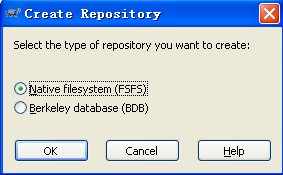 Create Repository
Select the type of repository you want to create:
Native filesystem (FSFS)
Berkeley database (BDB)
OK Cancel Help